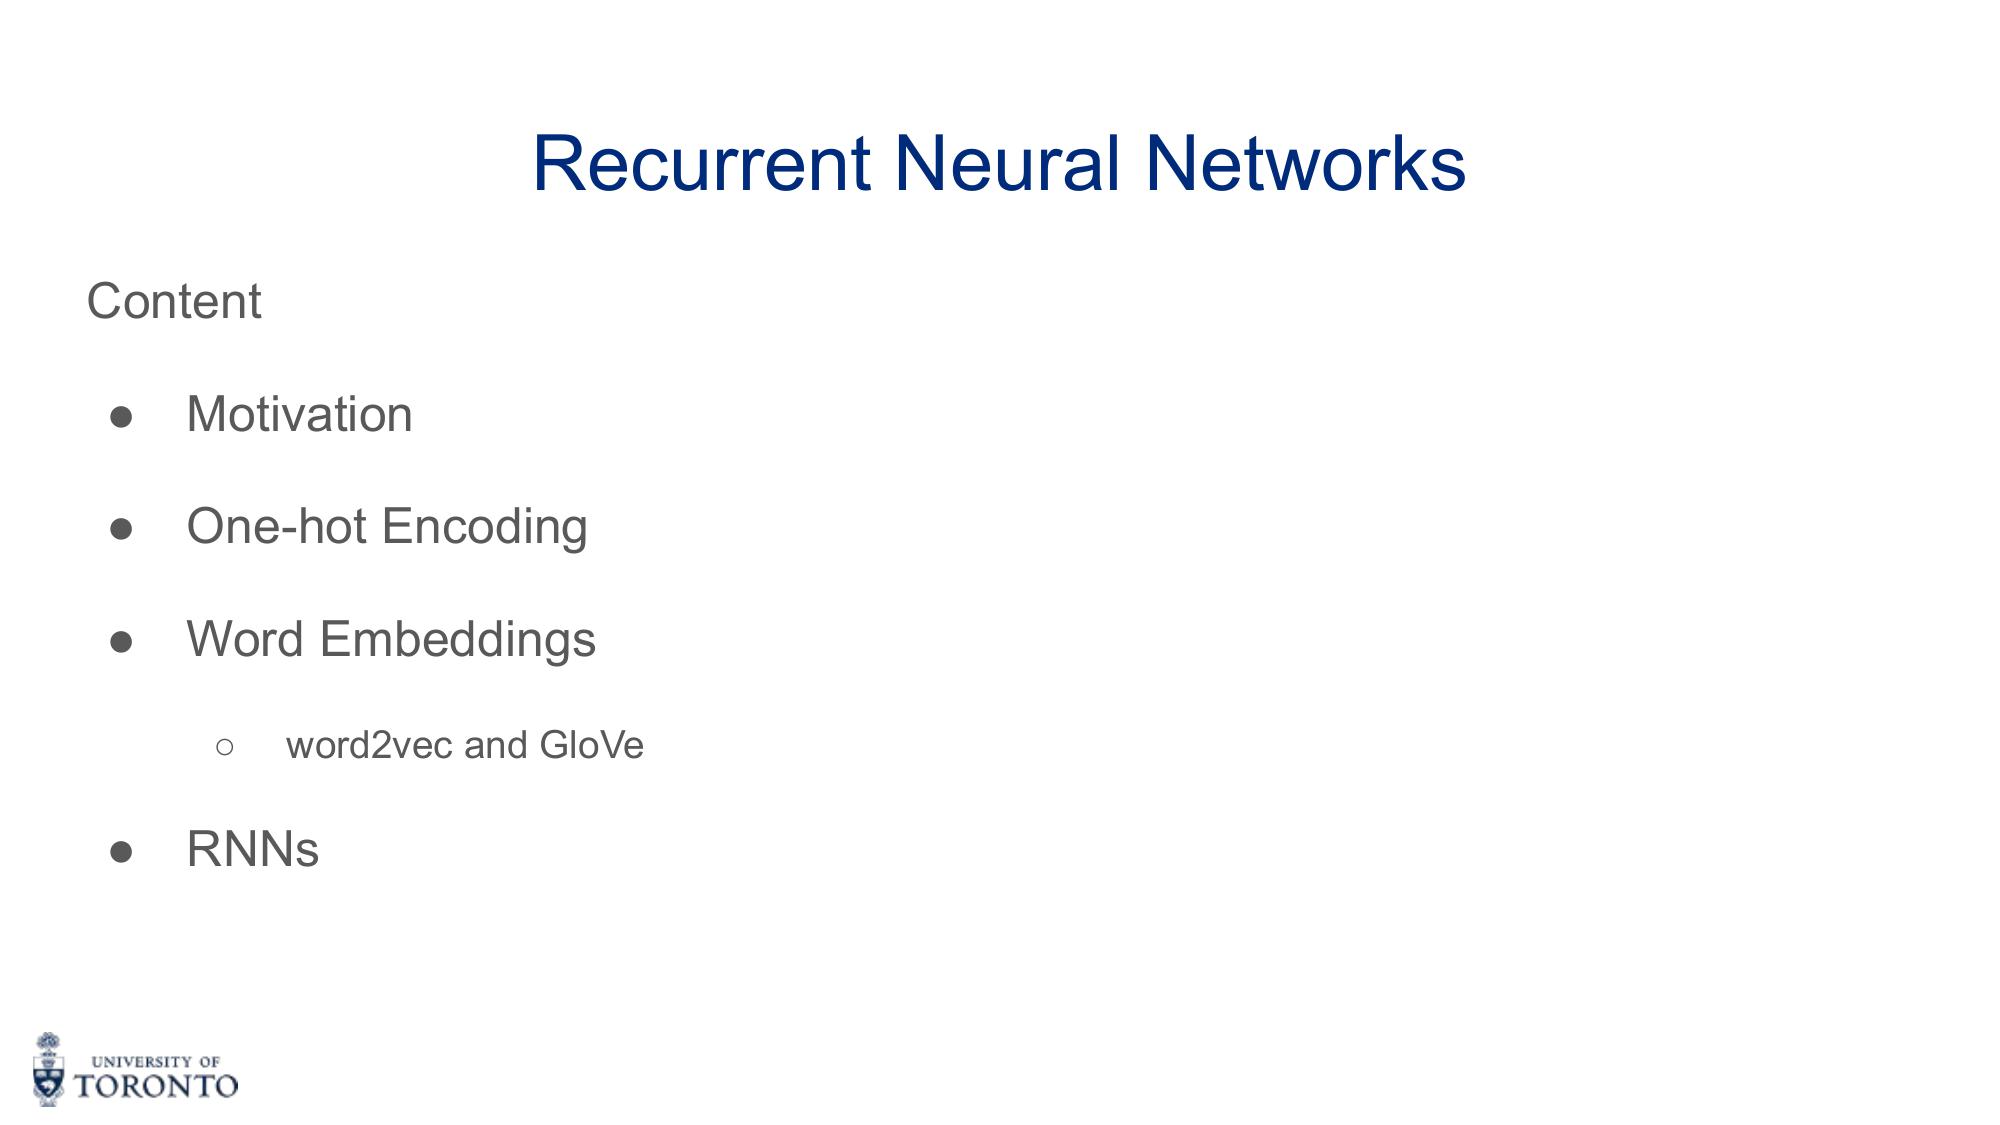 Recurrent Neural Networks
Content
● Motivation
● One-hot Encoding
● Word Embeddings
○ word2vec and GloVe
● RNNs
UNIVERSITY OF
TORONTO